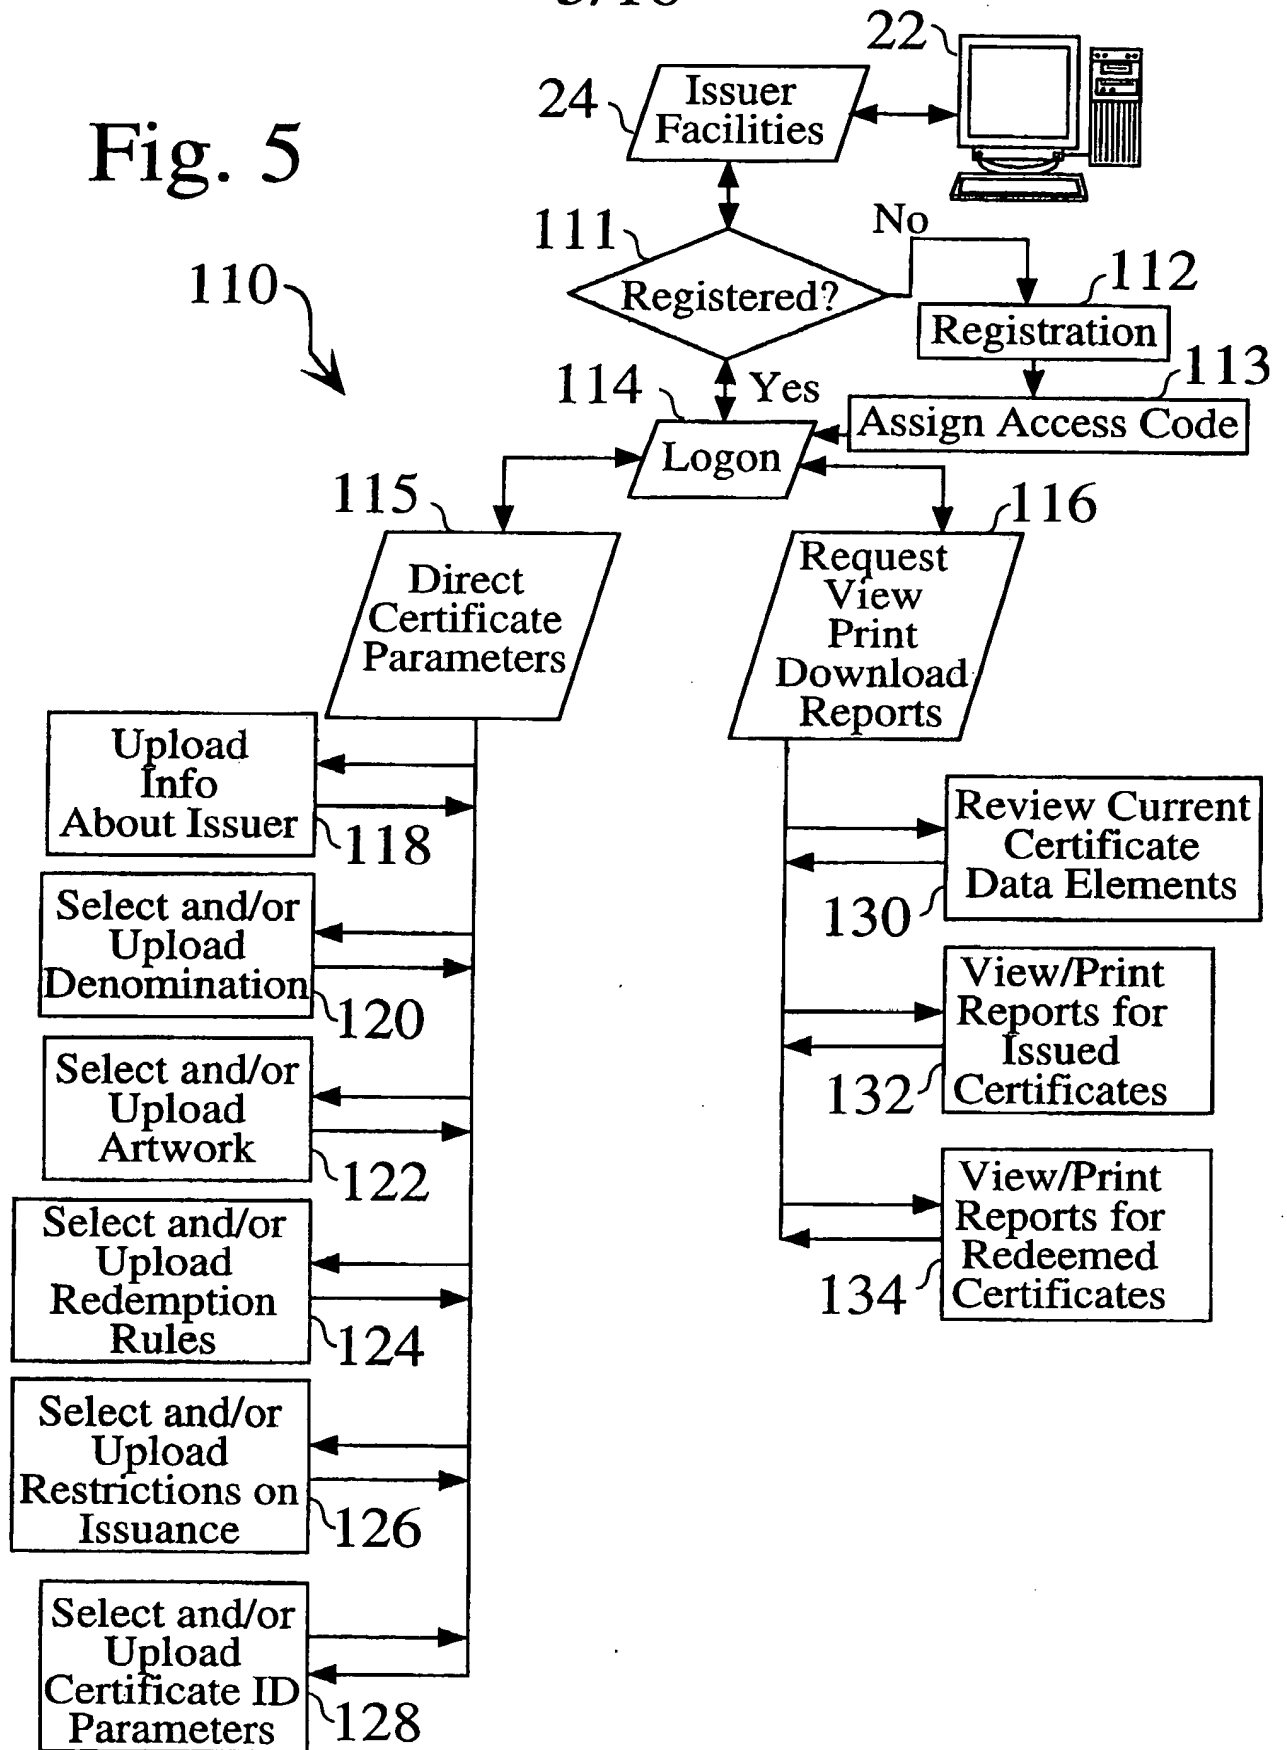 22
Issuer
Facilities
24
Fig. 5
No
111
Registered?
110
112
Registration
113
Yes
114
Assign Access Code
Logon
115
116
Direct
Certificate
Parameters
Request
View
Print
Download
Reports
Upload
Info
About Issuer
118
Select and/or
Upload
Denomination
120
Select and/or
Upload
Artwork
122
Select and/or
Upload
Redemption
Rules
124
Select and/or
Upload
Restrictions on
Issuance
126
Select and/or
Upload
Certificate ID
Parameters
128
Review Current
Certificate
Data Elements
130
View/Print
Reports for
Issued
Certificates
132
View/Print
Reports for
Redeemed
Certificates
134